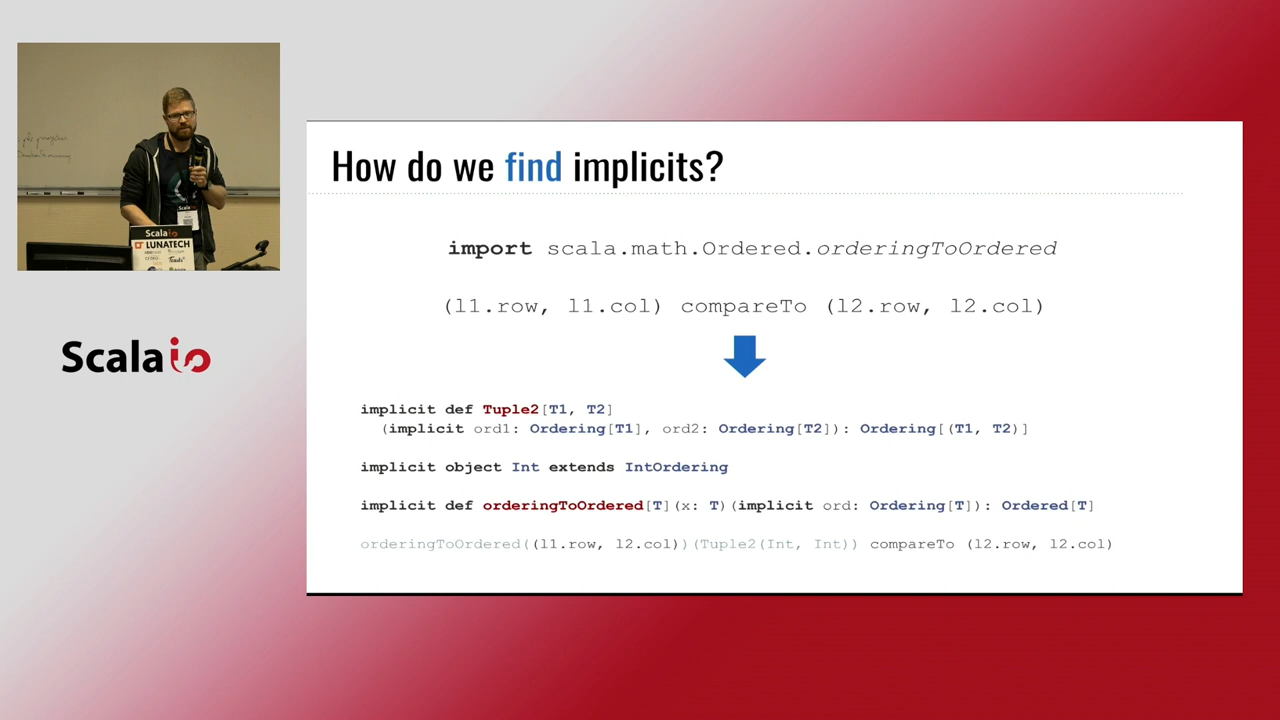 How do we find implicits?
import scala.math.Ordered.orderingToOrdered
(l1.row, l1.col) compareTo (l2.row, l2.col)
implicit def Tuple2[T1, T2]
(implicit ord1: Ordering[T1], ord2: Ordering[T2]): Ordering[(T1, T2)]
implicit object Int extends IntOrdering
implicit def orderingToOrdered[T](x: T)(implicit ord: Ordering[T]): Ordered[T]
orderingToOrdered((l1.row, l2.col))(Tuple2(Int, Int)) compareTo (l2.row, l2.col)
Scala io
Scala
LUNATECH